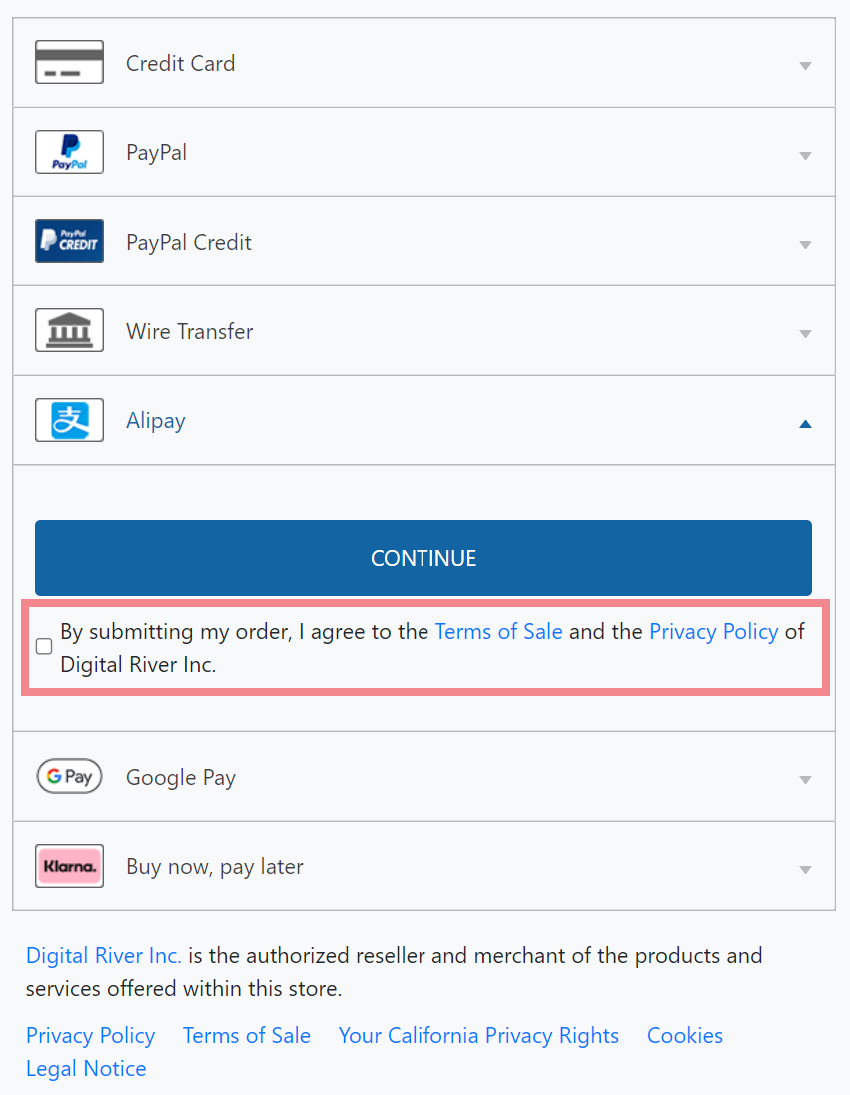 Credit Card
PayPal
PayPal
PayPal
CREDIT
PayPal Credit
Wire Transfer
支
Alipay
CONTINUE
By submitting my order, I agree to the Terms of Sale and the Privacy Policy of
Digital River Inc.
G Pay
Google Pay
Klarna.
Buy now, pay later
Digital River Inc. is the authorized reseller and merchant of the products and
services offered within this store.
Privacy Policy Terms of Sale Your California Privacy Rights Cookies
Legal Notice